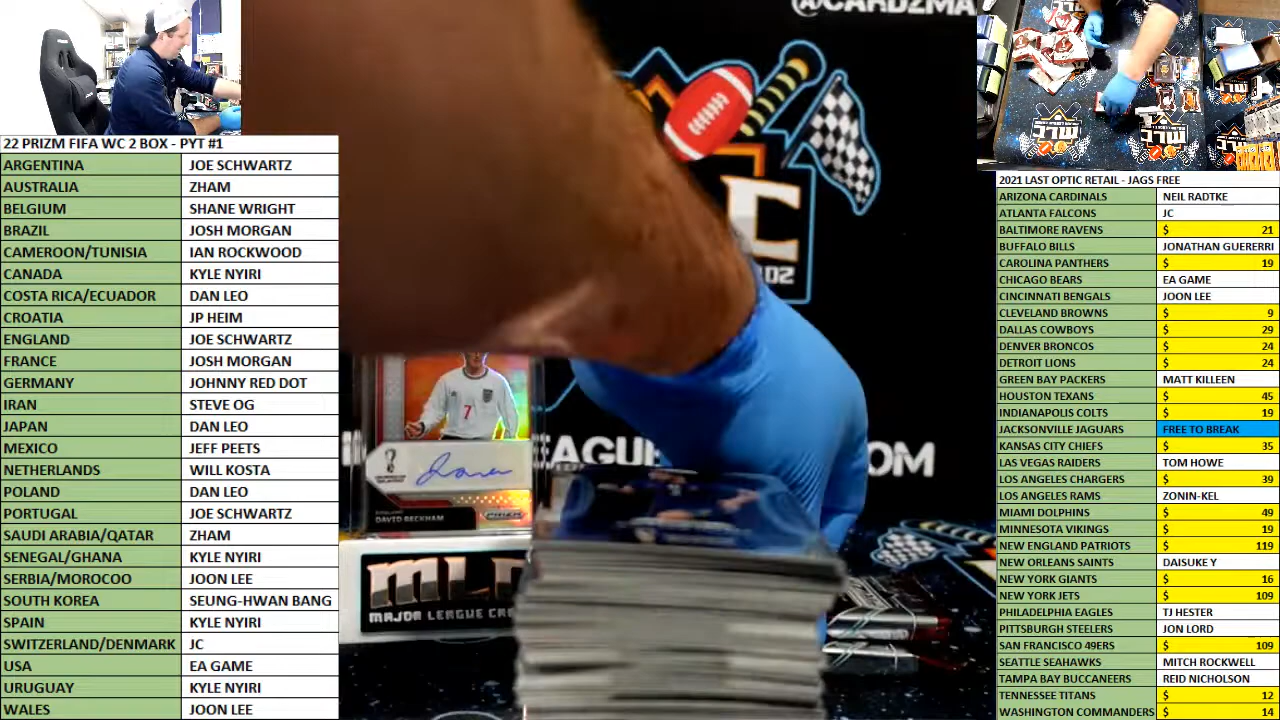 22 PRIZM FIFA WC 2 BOX - PYT #1
ARGENTINA JOE SCHWARTZ
AUSTRALIA ZHAM
BELGIUM SHANE WRIGHT
BRAZIL JOSH MORGAN
CAMEROON/TUNISIA IAN ROCKWOOD
CANADA KYLE NYIRI
COSTA RICA/ECUADOR DAN LEO
CROATIA JP HEIM
ENGLAND JOE SCHWARTZ
FRANCE JOSH MORGAN
GERMANY JOHNNY RED DOT
IRAN STEVE OG
JAPAN DAN LEO
MEXICO JEFF PEETS
NETHERLANDS WILL KOSTA
POLAND DAN LEO
PORTUGAL JOE SCHWARTZ
SAUDI ARABIA/QATAR ZHAM
SENEGAL/GHANA KYLE NYIRI
SERBIA/MOROCOO JOON LEE
SOUTH KOREA SEUNG-HWAN BANG
SPAIN KYLE NYIRI
SWITZERLAND/DENMARK JC
USA EA GAME
URUGUAY KYLE NYIRI
WALES JOON LEE
@CARDZMA
C
7
DAVID BECKHAM
PRIZM
MLC
MAJOR LEAGUE CA
EAGU
.COM
2021 LAST OPTIC RETAIL - JAGS FREE
ARIZONA CARDINALS NEIL RADTKE
ATLANTA FALCONS JC
BALTIMORE RAVENS $ 21
BUFFALO BILLS JONATHAN GUERERRI
CAROLINA PANTHERS $ 19
CHICAGO BEARS EA GAME
CINCINNATI BENGALS JOON LEE
CLEVELAND BROWNS $ 9
DALLAS COWBOYS $ 29
DENVER BRONCOS $ 24
DETROIT LIONS $ 24
GREEN BAY PACKERS MATT KILLEEN
HOUSTON TEXANS $ 45
INDIANAPOLIS COLTS $ 19
JACKSONVILLE JAGUARS FREE TO BREAK
KANSAS CITY CHIEFS $ 35
LAS VEGAS RAIDERS TOM HOWE
LOS ANGELES CHARGERS $ 39
LOS ANGELES RAMS ZONIN-KEL
MIAMI DOLPHINS $ 49
MINNESOTA VIKINGS $ 19
NEW ENGLAND PATRIOTS $ 119
NEW ORLEANS SAINTS DAISUKE Y
NEW YORK GIANTS $ 16
NEW YORK JETS $ 109
PHILADELPHIA EAGLES TJ HESTER
PITTSBURGH STEELERS JON LORD
SAN FRANCISCO 49ERS $ 109
SEATTLE SEAHAWKS MITCH ROCKWELL
TAMPA BAY BUCCANEERS REID NICHOLSON
TENNESSEE TITANS $ 12
WASHINGTON COMMANDERS $ 14